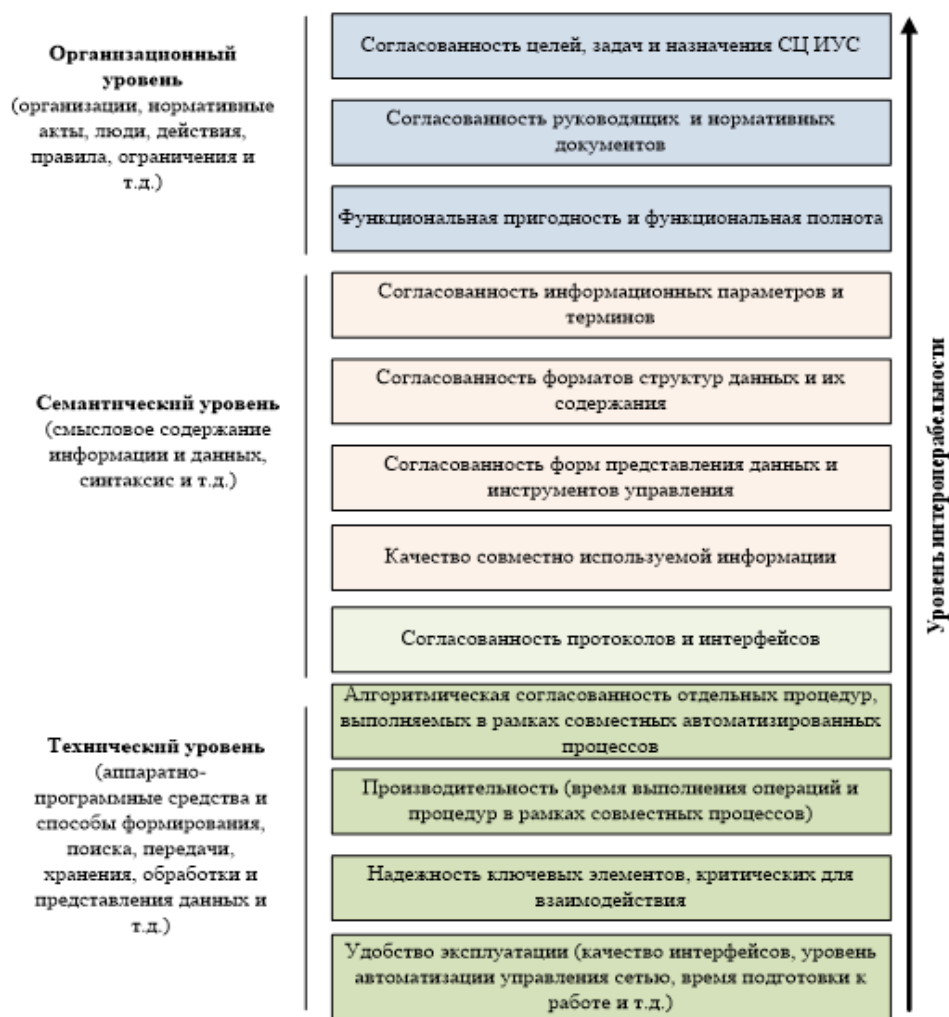 Организационный
уровень
(организации, нормативные
акты, люди, действия,
правила, ограничения и
т.д.)
Согласованность целей, задач и назначения СЦ ИУС
Согласованность руководящих и нормативных
документов
Функциональная пригодность и функциональная полнота
Семантический уровень
(смысловое содержание
информации и данных,
синтаксис и т.д.)
Согласованность информационных параметров и
терминов
Согласованность форматов структур данных и их
содержания
Согласованность форм представления данных и
инструментов управления
Качество совместно используемой информации
Согласованность протоколов и интерфейсов
Технический уровень
(аппаратно-
программные средства и
способы формирования,
поиска, передачи,
хранения, обработки и
представления данных и
т.д.)
Алгоритмическая согласованность отдельных процедур,
выполняемых в рамках совместных автоматизированных
процессов
Производительность (время выполнения операций и
процедур в рамках совместных процессов)
Надежность ключевых элементов, критических для
взаимодействия
Удобство эксплуатации (качество интерфейсов, уровень
автоматизации управления сетью, время подготовки к
работе и т.д.)
Уровень интероперабельности